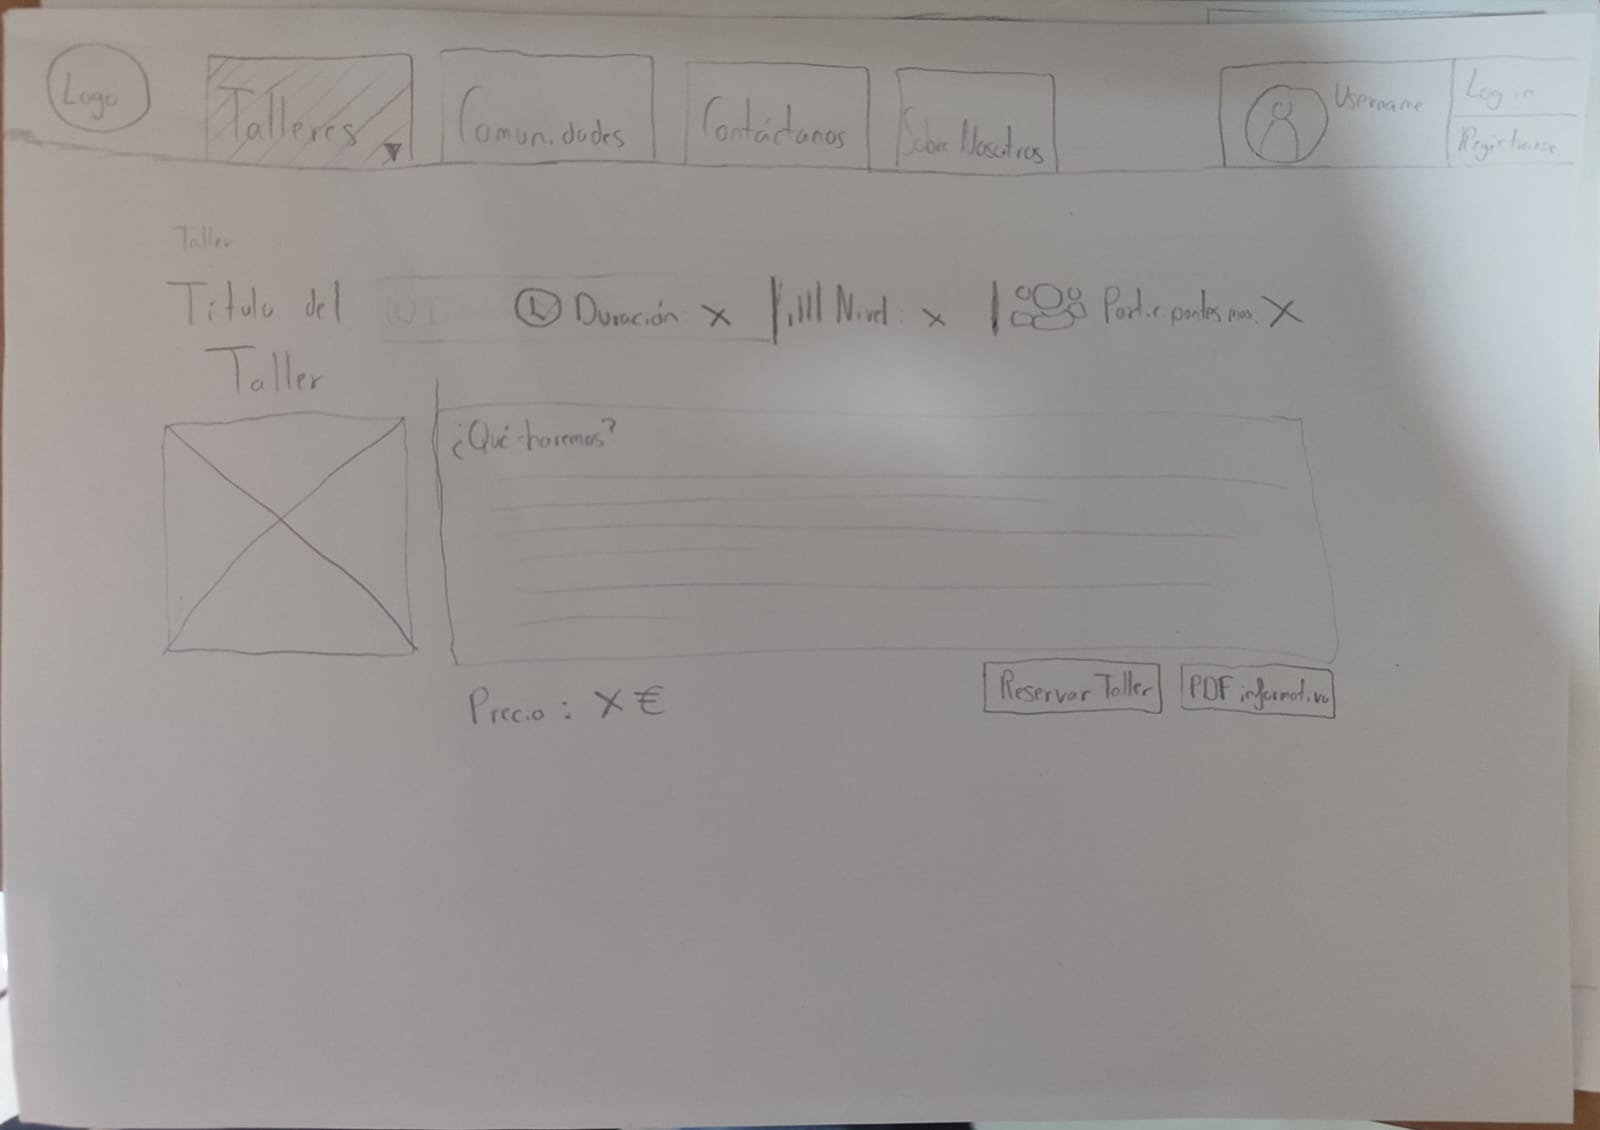 Logo
Talleres
Comunidades
Contáctanos
Sobre Nosotros
Username
Log in
Registrarse
Taller
Título del
Taller
Duración: X
Nivel: X
Participantes max. X
¿Qué haremos?
Precio: X €
Reservar Taller
PDF informativo